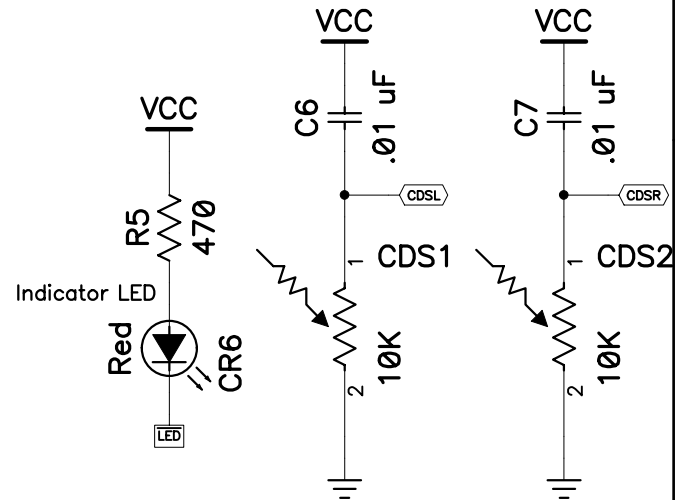 VCC
R5
470
Indicator LED
Red
CR6
LED
VCC
C6
.01 uF
CDSL
1
CDS1
10K
2
VCC
C7
.01 uF
CDSR
1
CDS2
10K
2